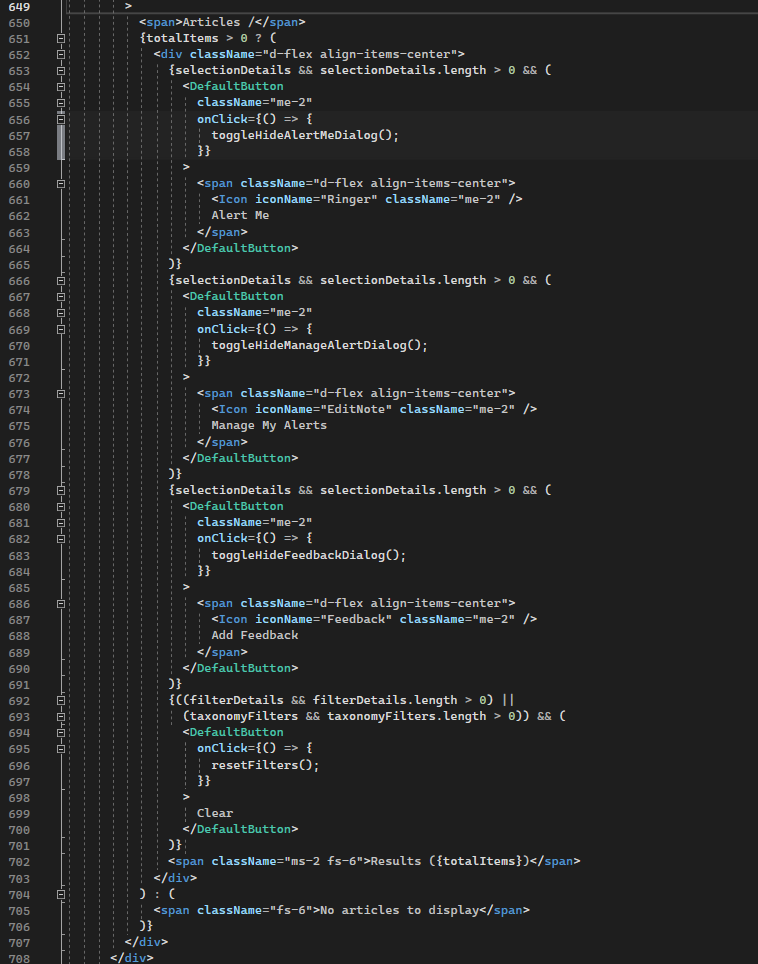 649 >
650 <span>Articles /</span>
651 {totalItems > 0 ? (
652 <div className="d-flex align-items-center">
653 {selectionDetails && selectionDetails.length > 0 && (
654 <DefaultButton
655 className="me-2"
656 onClick={() => {
657 toggleHideAlertMeDialog();
658 }}
659 >
660 <span className="d-flex align-items-center">
661 <Icon iconName="Ringer" className="me-2" />
662 Alert Me
663 </span>
664 </DefaultButton>
665 )}
666 {selectionDetails && selectionDetails.length > 0 && (
667 <DefaultButton
668 className="me-2"
669 onClick={() => {
670 toggleHideManageAlertDialog();
671 }}
672 >
673 <span className="d-flex align-items-center">
674 <Icon iconName="EditNote" className="me-2" />
675 Manage My Alerts
676 </span>
677 </DefaultButton>
678 )}
679 {selectionDetails && selectionDetails.length > 0 && (
680 <DefaultButton
681 className="me-2"
682 onClick={() => {
683 toggleHideFeedbackDialog();
684 }}
685 >
686 <span className="d-flex align-items-center">
687 <Icon iconName="Feedback" className="me-2" />
688 Add Feedback
689 </span>
690 </DefaultButton>
691 )}
692 {((filterDetails && filterDetails.length > 0) ||
693 (taxonomyFilters && taxonomyFilters.length > 0)) && (
694 <DefaultButton
695 onClick={() => {
696 resetFilters();
697 }}
698 >
699 Clear
700 </DefaultButton>
701 )}
702 <span className="ms-2 fs-6">Results ({totalItems})</span>
703 </div>
704 ) : (
705 <span className="fs-6">No articles to display</span>
706 )}
707 </div>
708 </div>